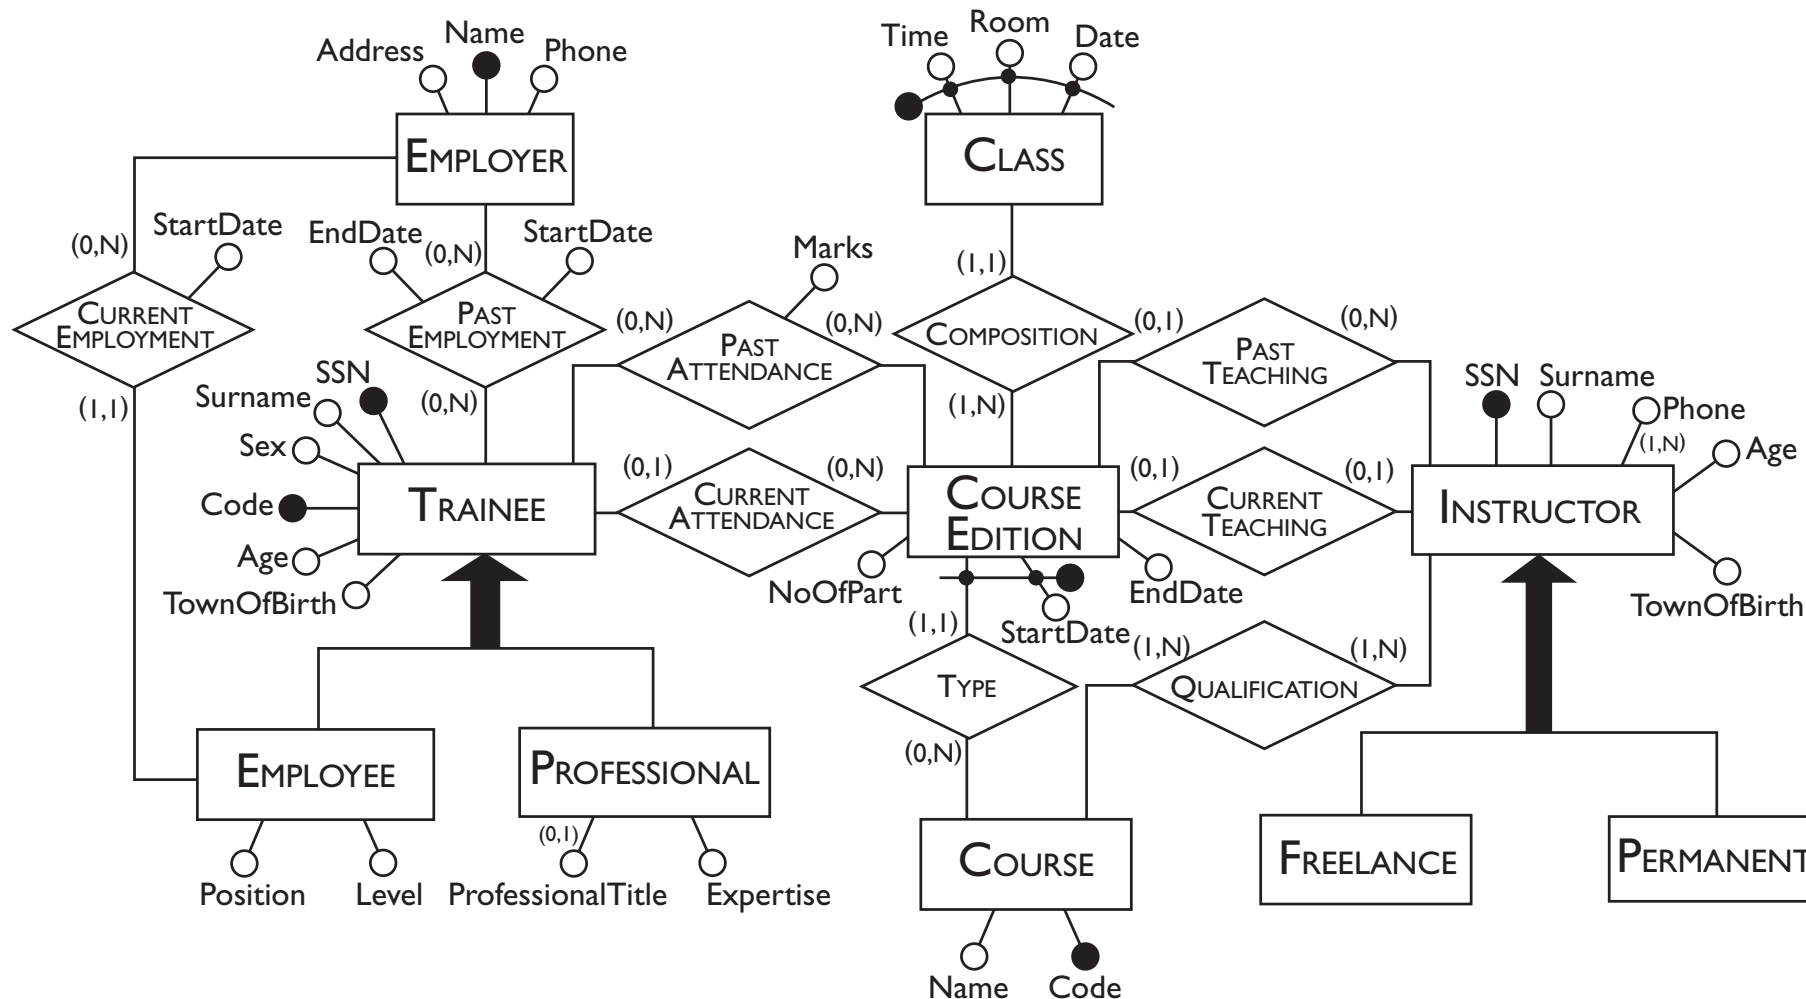 Name
Address
Phone
EMPLOYER
Time
Room
Date
CLASS
(0,N)
StartDate
EndDate
(0,N)
StartDate
CURRENT
EMPLOYMENT
PAST
EMPLOYMENT
(1,1)
(0,N)
Marks
(0,N)
(0,N)
PAST
ATTENDANCE
(1,1)
COMPOSITION
(1,N)
(0,1)
(0,N)
PAST
TEACHING
SSN
Surname
Sex
Code
Age
TownOfBirth
TRAINEE
(0,1)
(0,N)
CURRENT
ATTENDANCE
COURSE
EDITION
NoOfPart
StartDate
EndDate
(0,1)
(0,1)
CURRENT
TEACHING
SSN
Surname
Phone
(1,N)
Age
INSTRUCTOR
TownOfBirth
(1,1)
TYPE
(0,N)
(1,N)
(1,N)
QUALIFICATION
EMPLOYEE
Position
Level
PROFESSIONAL
(0,1)
ProfessionalTitle
Expertise
COURSE
Name
Code
FREELANCE
PERMANENT